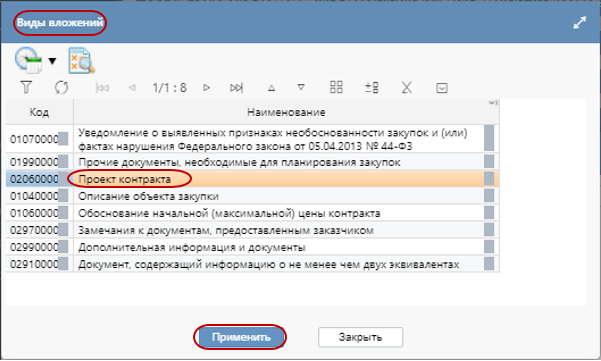 Виды вложений
1/1 : 8
Код Наименование
01070000 Уведомление о выявленных признаках необоснованности закупок и (или)
фактах нарушения Федерального закона от 05.04.2013 № 44-ФЗ
01990000 Прочие документы, необходимые для планирования закупок
02060000 Проект контракта
01040000 Описание объекта закупки
01060000 Обоснование начальной (максимальной) цены контракта
02970000 Замечания к документам, предоставленным заказчиком
02990000 Дополнительная информация и документы
02910000 Документ, содержащий информацию о не менее чем двух эквивалентах
Применить Закрыть